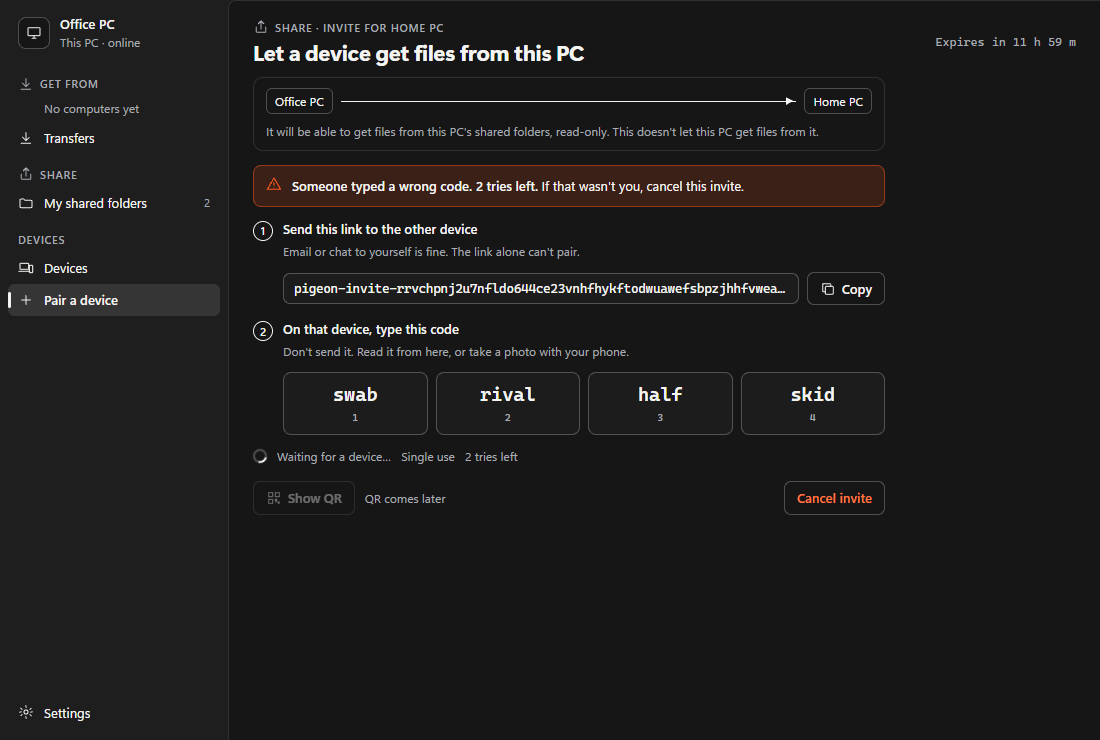 Office PC
This PC · online
GET FROM
No computers yet
Transfers
SHARE
My shared folders 2
DEVICES
Devices
Pair a device
Settings
SHARE · INVITE FOR HOME PC
Let a device get files from this PC
Expires in 11 h 59 m
Office PC Home PC
It will be able to get files from this PC's shared folders, read-only. This doesn't let this PC get files from it.
Someone typed a wrong code. 2 tries left. If that wasn't you, cancel this invite.
1 Send this link to the other device
Email or chat to yourself is fine. The link alone can't pair.
pigeon-invite-rrvchpnj2u7nfldo644ce23vnhfhykftodwuawefsbpzjhhfvwea… Copy
2 On that device, type this code
Don't send it. Read it from here, or take a photo with your phone.
swab rival half skid
1 2 3 4
Waiting for a device... Single use 2 tries left
Show QR QR comes later Cancel invite